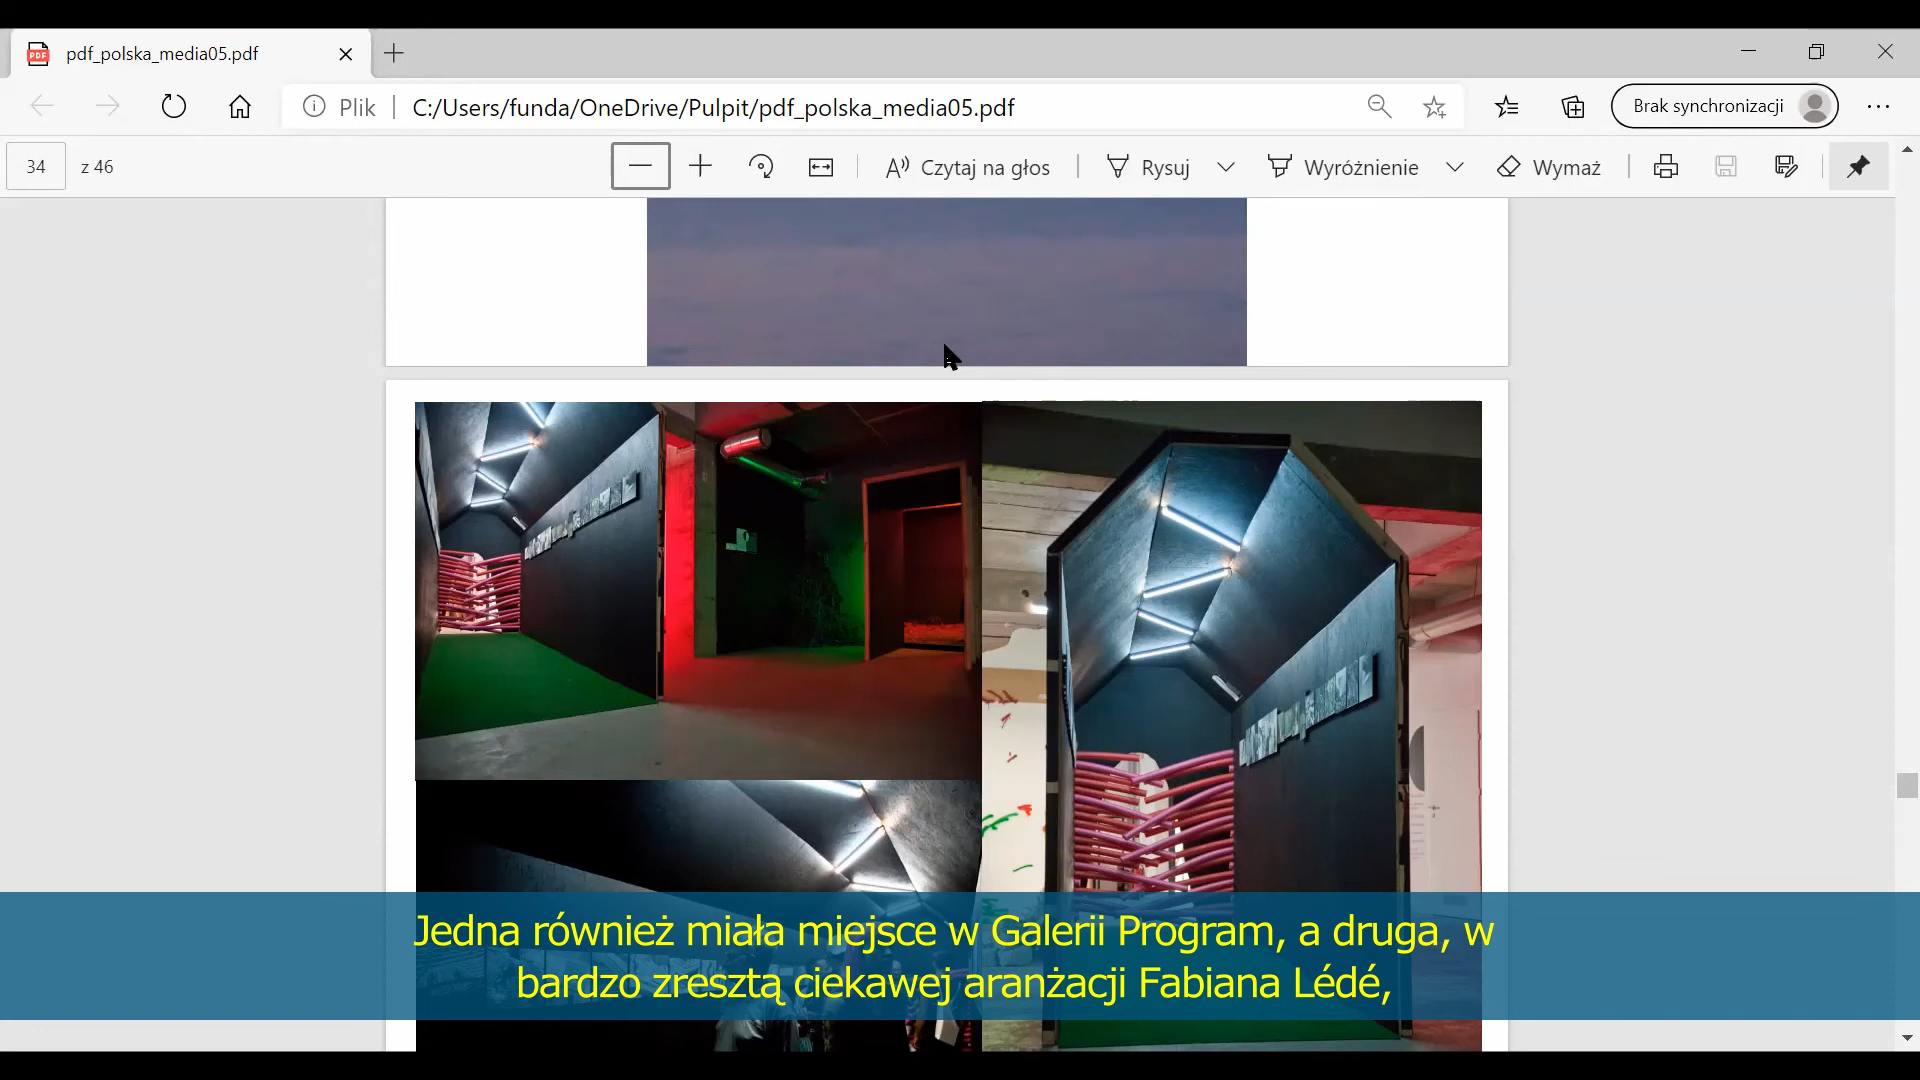 pdf_polska_media05.pdf
Plik
C:/Users/funda/OneDrive/Pulpit/pdf_polska_media05.pdf
Brak synchronizacji
34 z 46
Czytaj na głos
Rysuj
Wyróżnienie
Wymaż
Jedna również miała miejsce w Galerii Program, a druga, w
bardzo zresztą ciekawej aranżacji Fabiana Lédé,